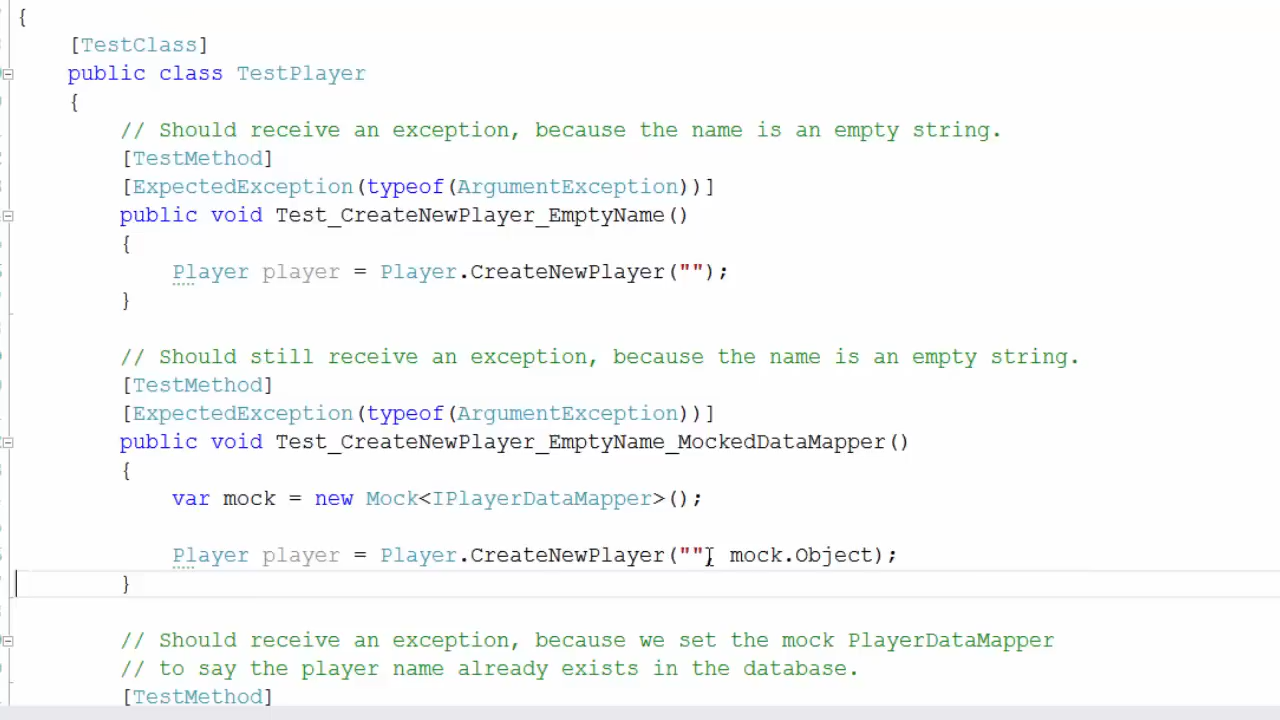 {
[TestClass]
public class TestPlayer
{
// Should receive an exception, because the name is an empty string.
[TestMethod]
[ExpectedException(typeof(ArgumentException))]
public void Test_CreateNewPlayer_EmptyName()
{
Player player = Player.CreateNewPlayer("");
}
// Should still receive an exception, because the name is an empty string.
[TestMethod]
[ExpectedException(typeof(ArgumentException))]
public void Test_CreateNewPlayer_EmptyName_MockedDataMapper()
{
var mock = new Mock<IPlayerDataMapper>();
Player player = Player.CreateNewPlayer("", mock.Object);
}
// Should receive an exception, because we set the mock PlayerDataMapper
// to say the player name already exists in the database.
[TestMethod]